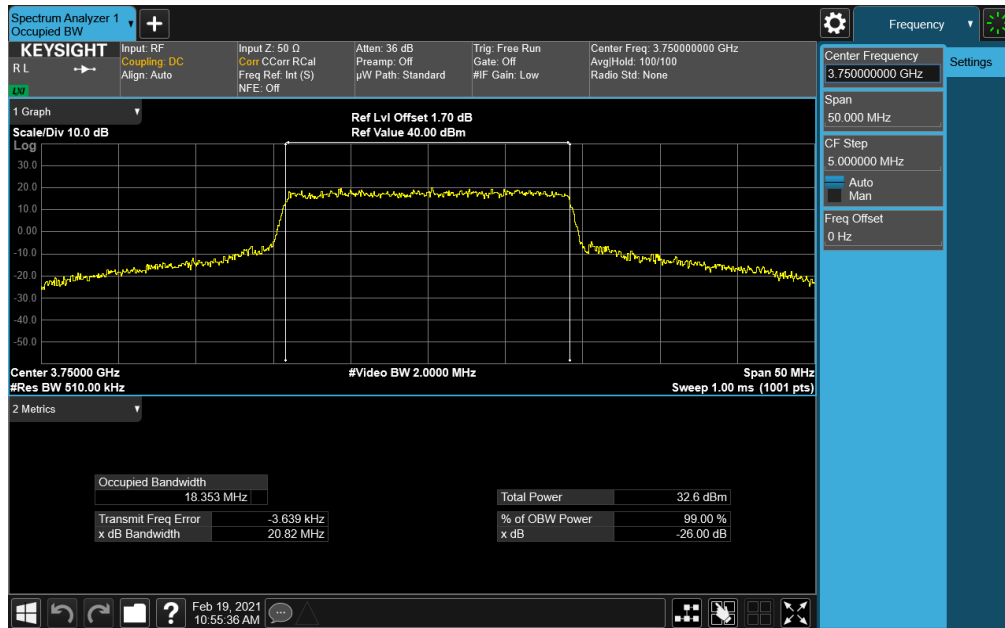 Spectrum Analyzer 1
Occupied BW
Frequency
KEYSIGHT
RL
LXI
Input: RF
Coupling: DC
Align: Auto
Input Z: 50 Ω
Corr CCorr RCal
Freq Ref: Int (S)
NFE: Off
Atten: 36 dB
Preamp: Off
µW Path: Standard
Trig: Free Run
Gate: Off
#IF Gain: Low
Center Freq: 3.750000000 GHz
Avg|Hold: 100/100
Radio Std: None
Center Frequency
3.750000000 GHz
Settings
Span
50.000 MHz
CF Step
5.000000 MHz
Auto
Man
Freq Offset
0 Hz
1 Graph
Scale/Div 10.0 dB
Ref Lvl Offset 1.70 dB
Ref Value 40.00 dBm
Log
30.0
20.0
10.0
0.00
-10.0
-20.0
-30.0
-40.0
-50.0
Center 3.75000 GHz
#Video BW 2.0000 MHz
Span 50 MHz
#Res BW 510.00 kHz
Sweep 1.00 ms (1001 pts)
2 Metrics
Occupied Bandwidth
18.353 MHz
Total Power 32.6 dBm
Transmit Freq Error -3.639 kHz
% of OBW Power 99.00 %
x dB Bandwidth 20.82 MHz
x dB -26.00 dB
Feb 19, 2021
10:55:36 AM